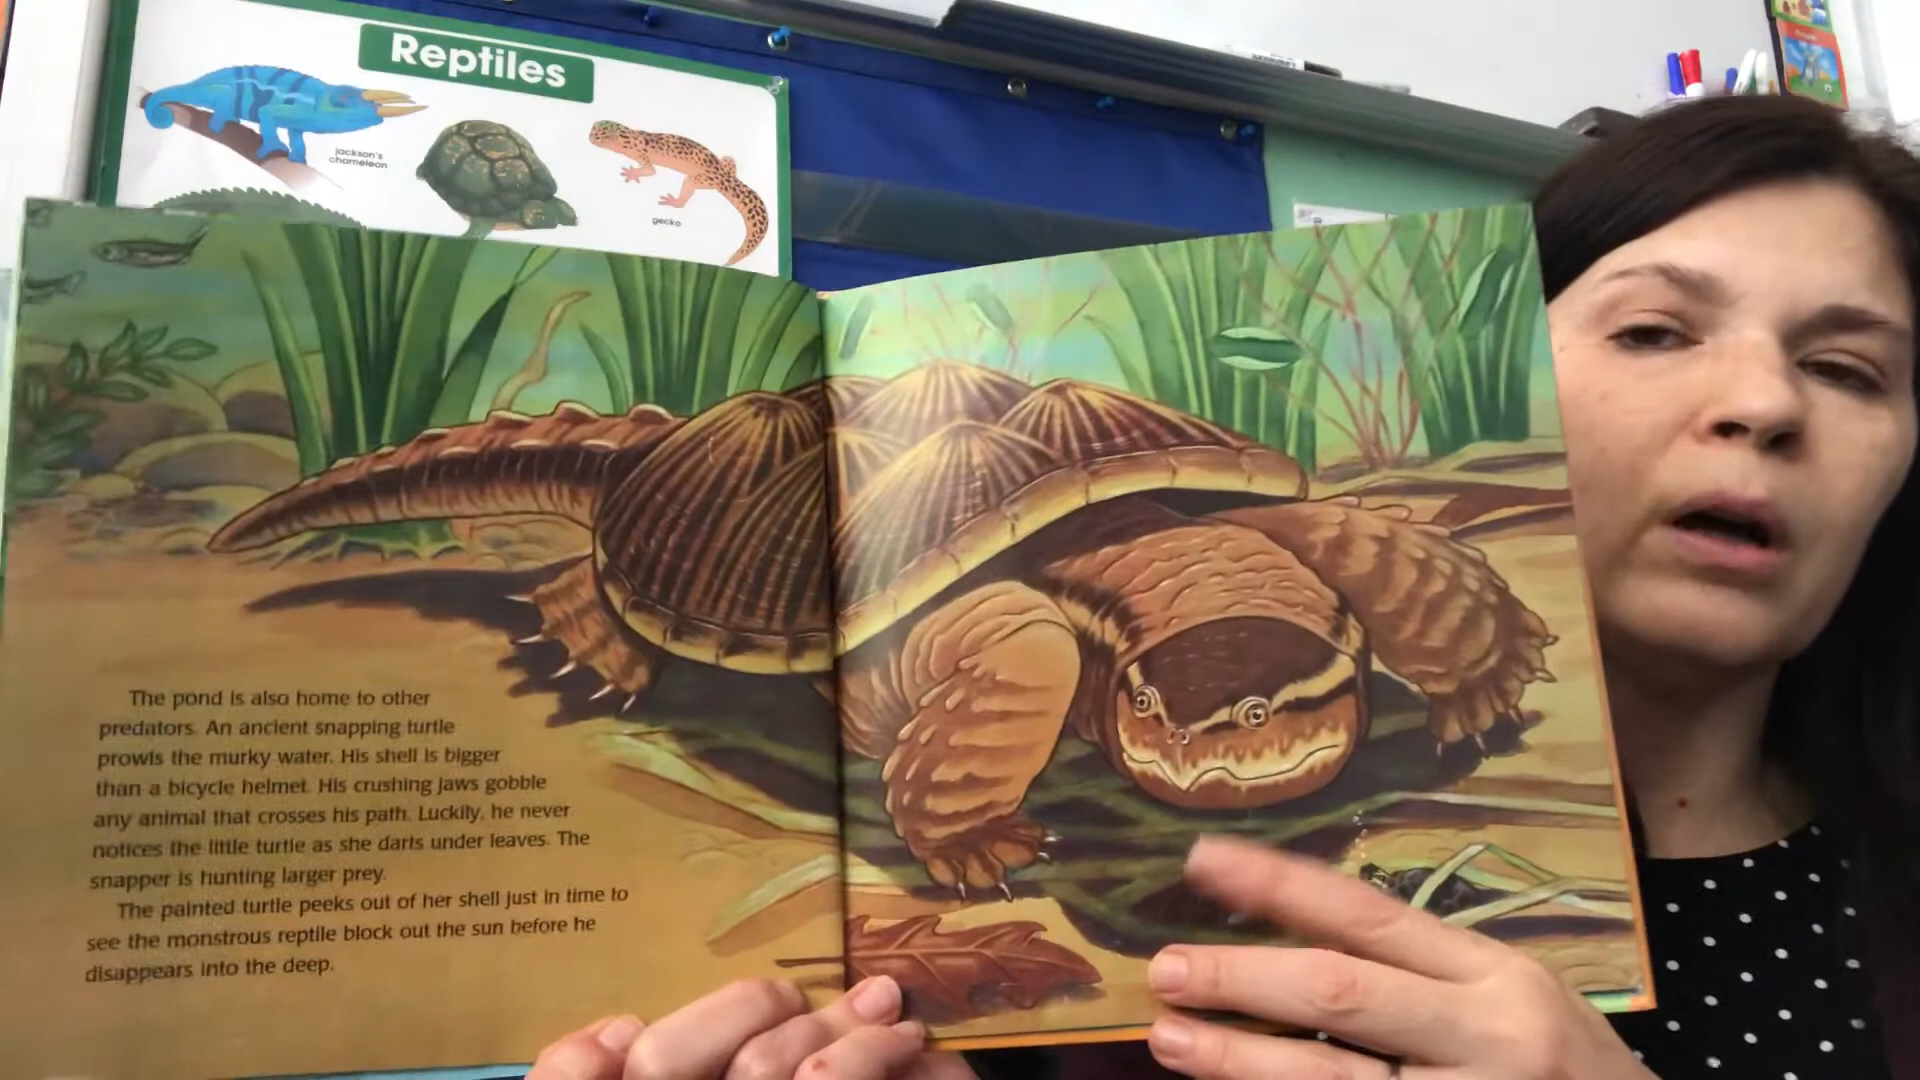 Reptiles
jackson's
chameleon
gecko
The pond is also home to other
predators. An ancient snapping turtle
prowls the murky water. His shell is bigger
than a bicycle helmet. His crushing jaws gobble
any animal that crosses his path. Luckily, he never
notices the little turtle as she darts under leaves. The
snapper is hunting larger prey.
The painted turtle peeks out of her shell just in time to
see the monstrous reptile block out the sun before he
disappears into the deep.